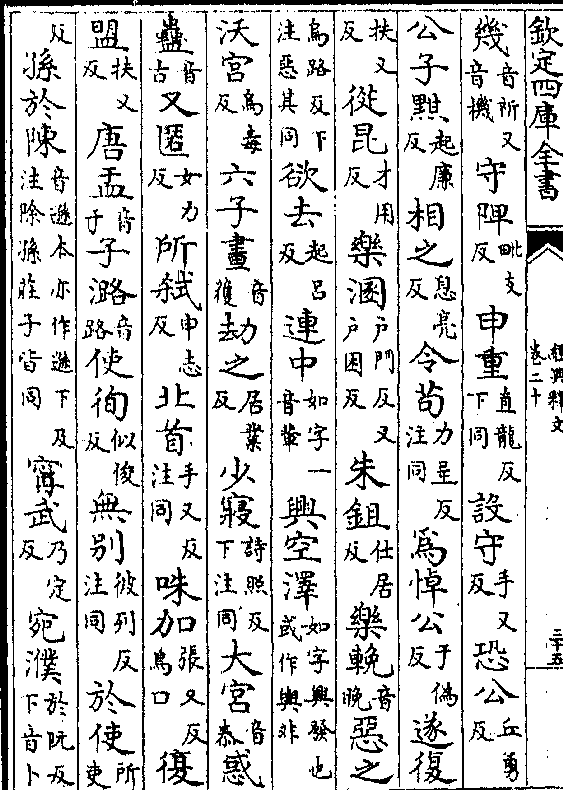 欽定四庫全書
經典釋文
卷二十
幾音所又音機守陴毗支反申重直龍反下同設守手又反恐公丘勇反
公子黚起廉反相之息亮反令苟力呈反注同為悼公于偽反遂復
扶又反從昆才用反樂溷戶門反又戶困反朱鉏仕居反樂輓音晚惡之
烏路反下注惡其同欲去起呂反連中如字一音輩興空澤如字興發也或作與非
沃宮烏毒反六子畫音獲劫之居業反少寢詩照反下注同大宮音泰惑
蠱音古又匿女力反所弒申志反北首手又反注同咮加張又反烏口復
盟扶又反唐盂音子子潞音路使徇似俊反無別彼列反注同於使所吏
反孫於陳音遜本亦作遜下及注除孫莊子皆同甯武乃定反宛濮於阮反下音卜